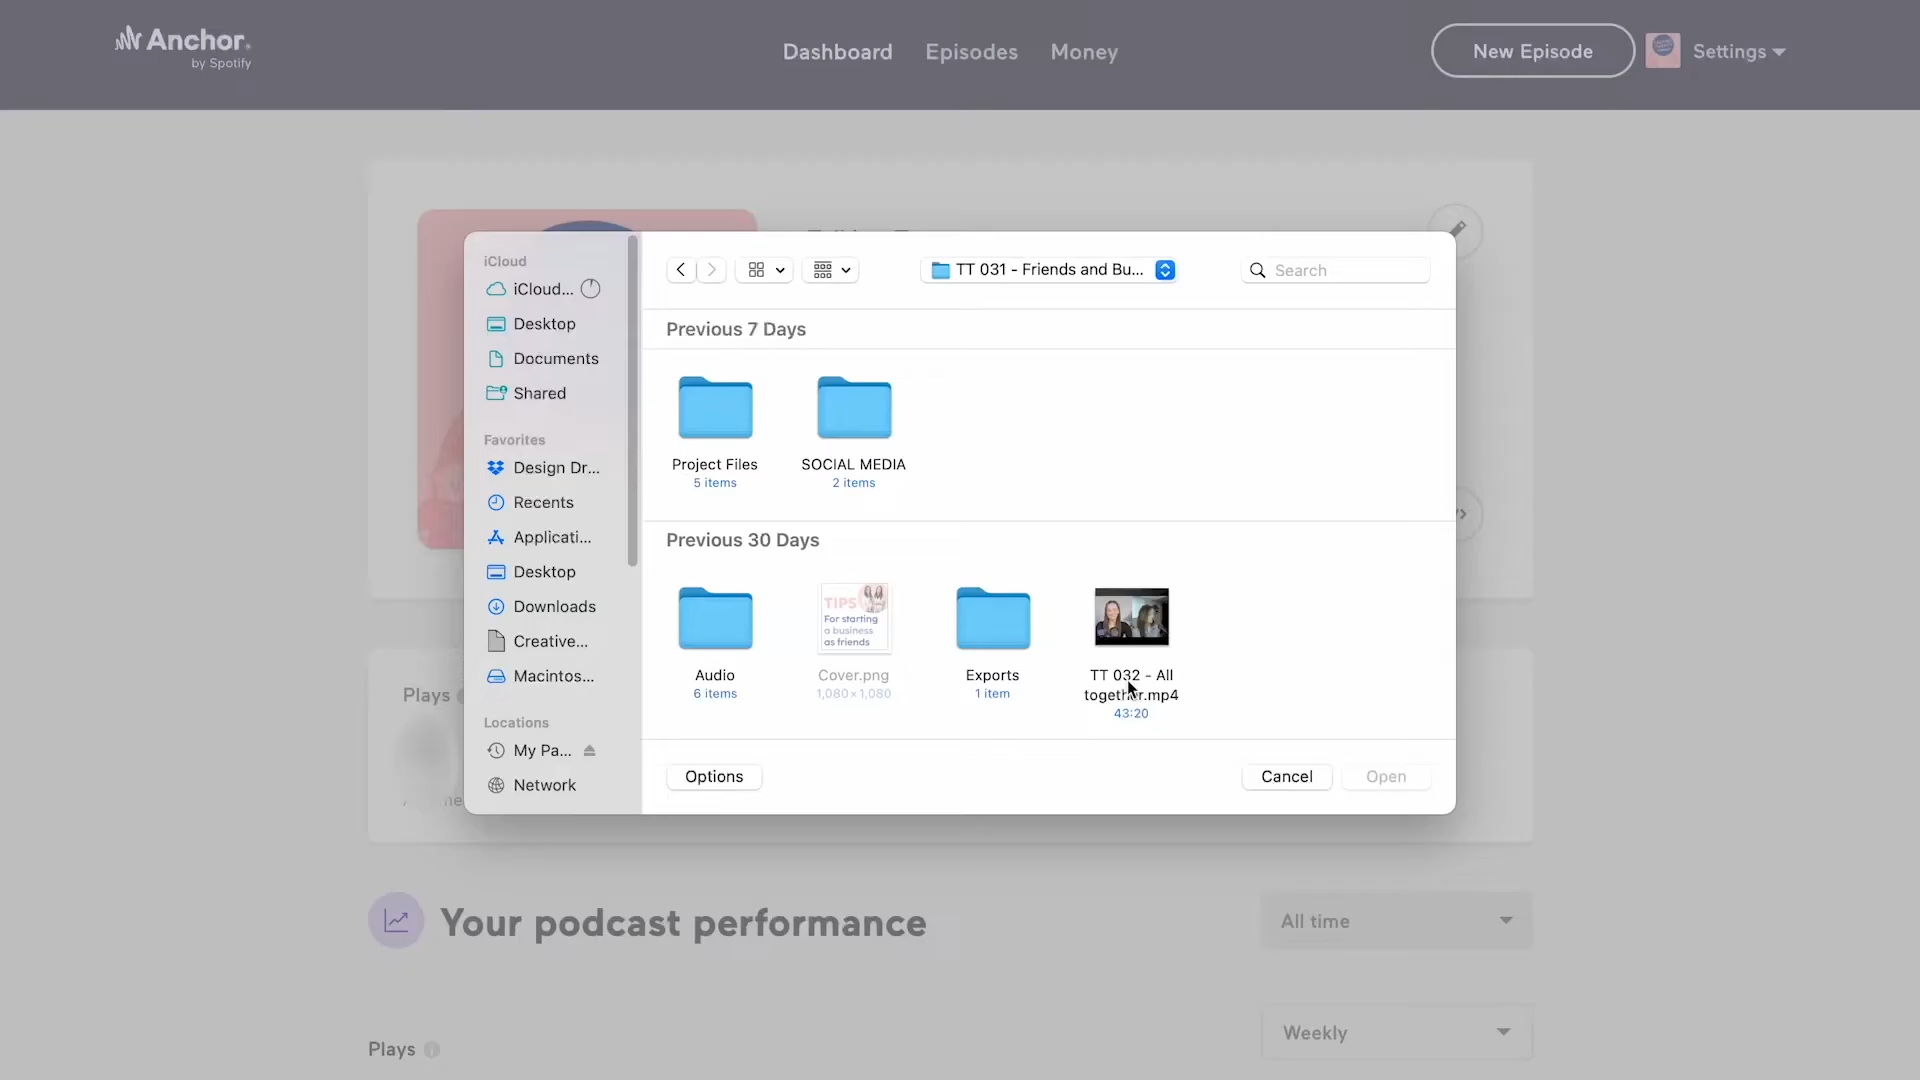 Anchor.
by Spotify
Dashboard
Episodes
Money
New Episode
Settings
iCloud
iCloud...
Desktop
Documents
Shared
Favorites
Design Dr...
Recents
Applicati...
Desktop
Downloads
Creative...
Macintos...
Locations
My Pa...
Network
TT 031 - Friends and Bu...
Search
Previous 7 Days
Project Files
5 items
SOCIAL MEDIA
2 items
Previous 30 Days
Audio
6 items
TIPS
For starting
a business
as friends
Cover.png
1,080×1,080
Exports
1 item
TT 032 - All
together.mp4
43:20
Options
Cancel
Open
Plays
Your podcast performance
All time
Plays
Weekly